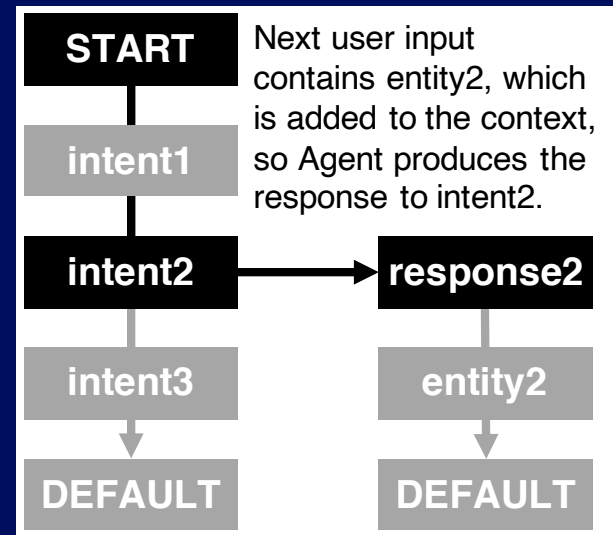 START
Next user input
contains entity2, which
is added to the context,
so Agent produces the
response to intent2.
intent1
intent2
response2
intent3
entity2
DEFAULT
DEFAULT